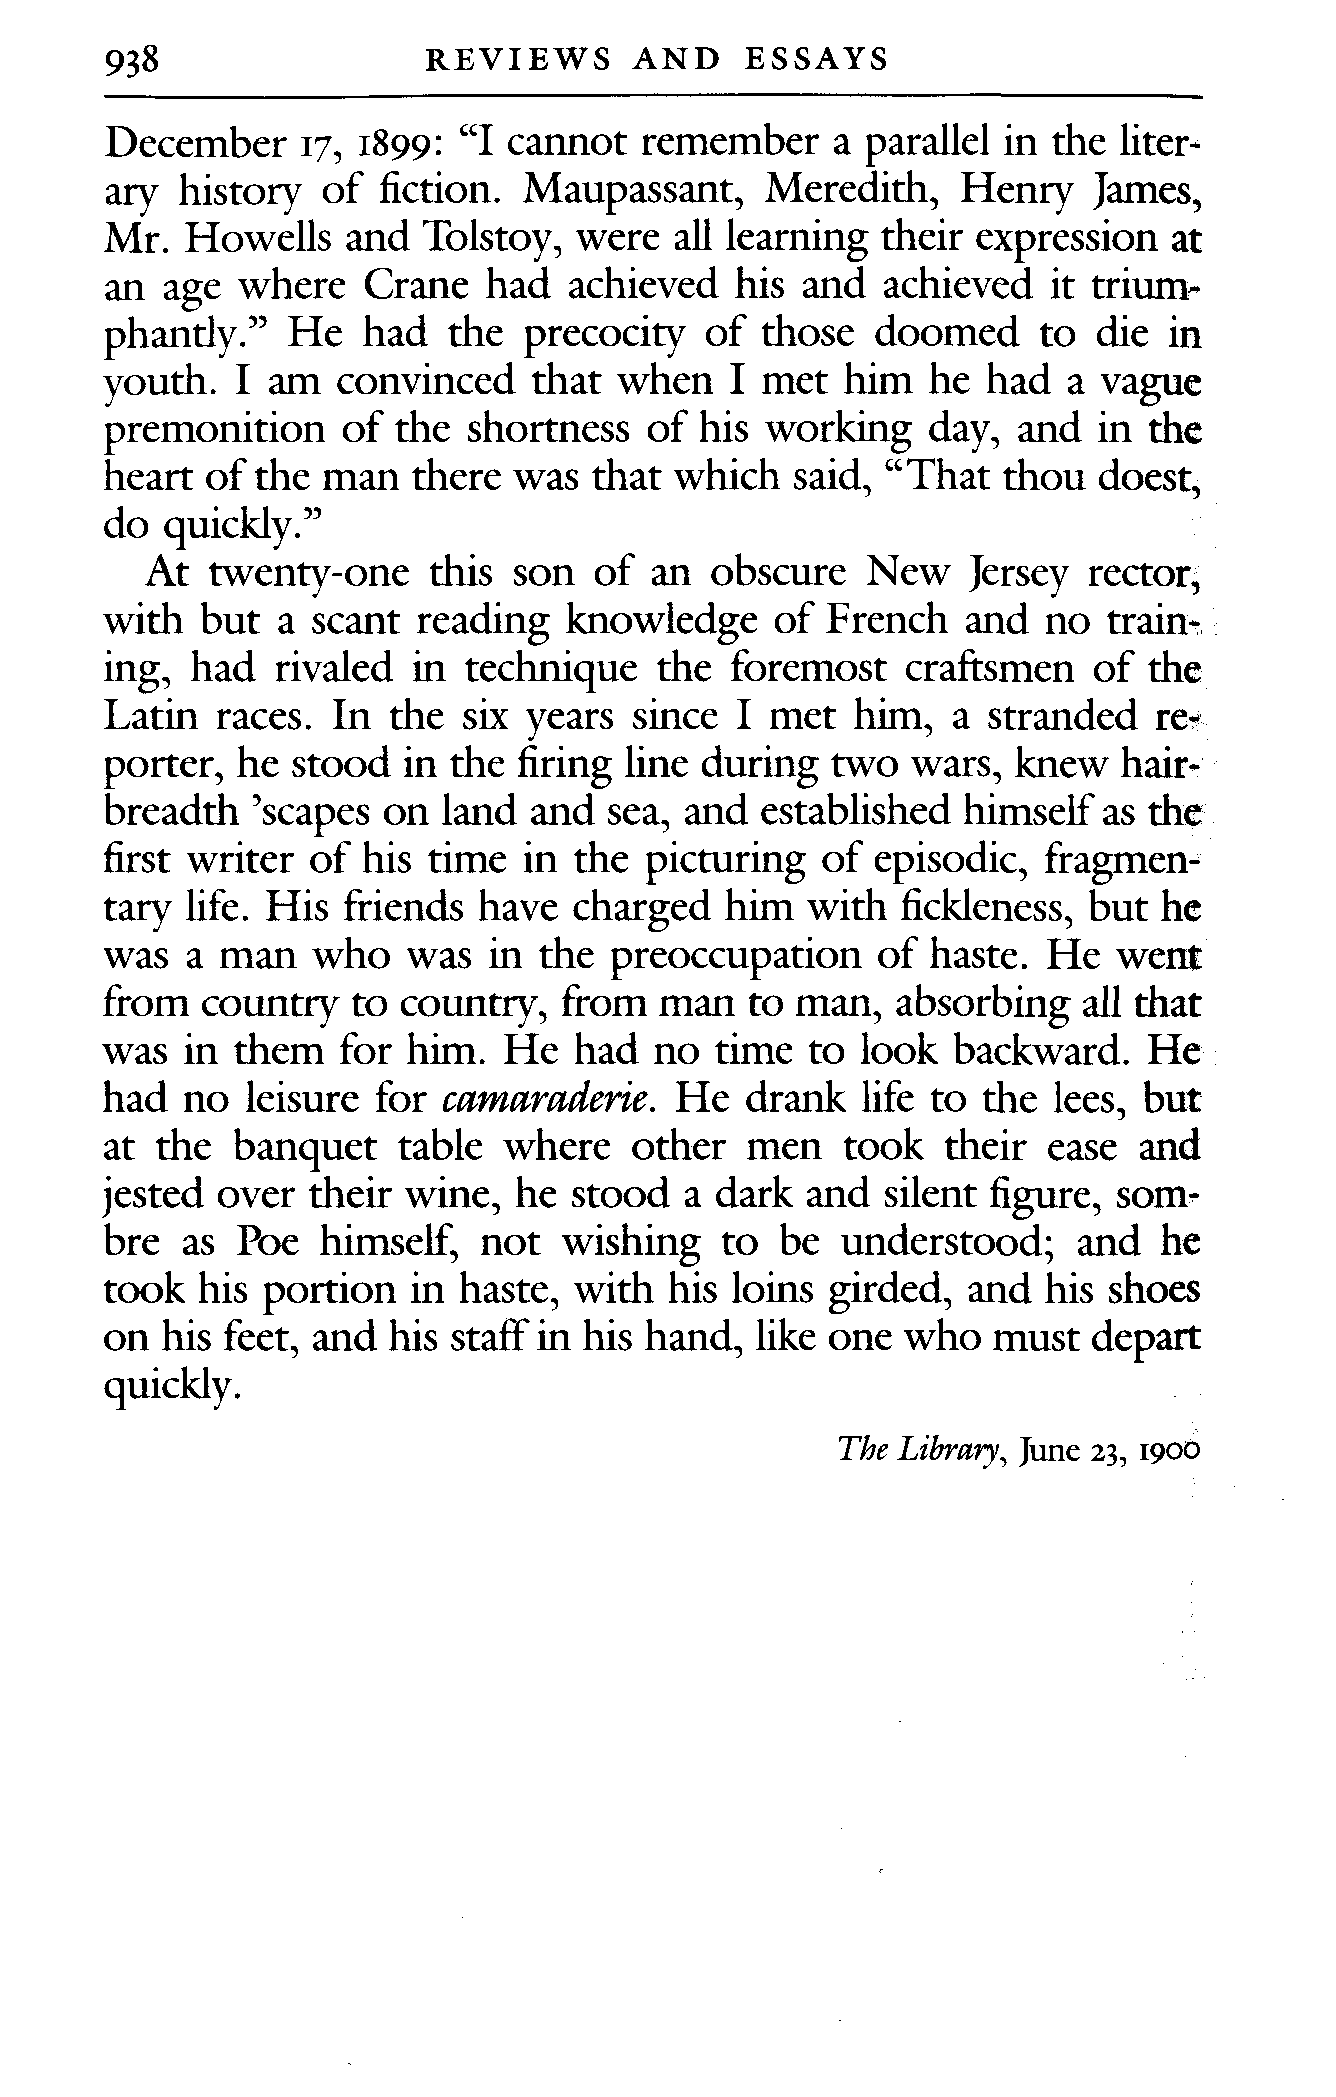 938 REVIEWS AND ESSAYS
December 17, 1899: “I cannot remember a parallel in the liter-
ary history of fiction. Maupassant, Meredith, Henry James,
Mr. Howells and Tolstoy, were all learning their expression at
an age where Crane had achieved his and achieved it trium-
phantly.” He had the precocity of those doomed to die in
youth. I am convinced that when I met him he had a vague
premonition of the shortness of his working day, and in the
heart of the man there was that which said, “That thou doest,
do quickly.”
At twenty-one this son of an obscure New Jersey rector,
with but a scant reading knowledge of French and no train-
ing, had rivaled in technique the foremost craftsmen of the
Latin races. In the six years since I met him, a stranded re-
porter, he stood in the firing line during two wars, knew hair-
breadth ’scapes on land and sea, and established himself as the
first writer of his time in the picturing of episodic, fragmen-
tary life. His friends have charged him with fickleness, but he
was a man who was in the preoccupation of haste. He went
from country to country, from man to man, absorbing all that
was in them for him. He had no time to look backward. He
had no leisure for camaraderie. He drank life to the lees, but
at the banquet table where other men took their ease and
jested over their wine, he stood a dark and silent figure, som-
bre as Poe himself, not wishing to be understood; and he
took his portion in haste, with his loins girded, and his shoes
on his feet, and his staff in his hand, like one who must depart
quickly.
The Library, June 23, 1900